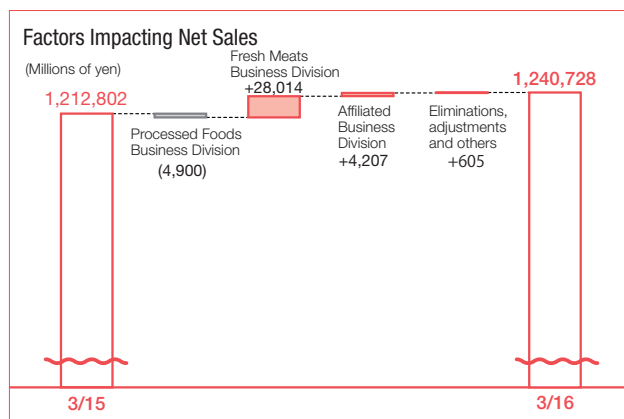 Factors Impacting Net Sales
(Millions of yen)
1,212,802
Processed Foods
Business Division
(4,900)
Fresh Meats
Business Division
+28,014
Affiliated
Business
Division
+4,207
Eliminations,
adjustments
and others
+605
1,240,728
3/15
3/16